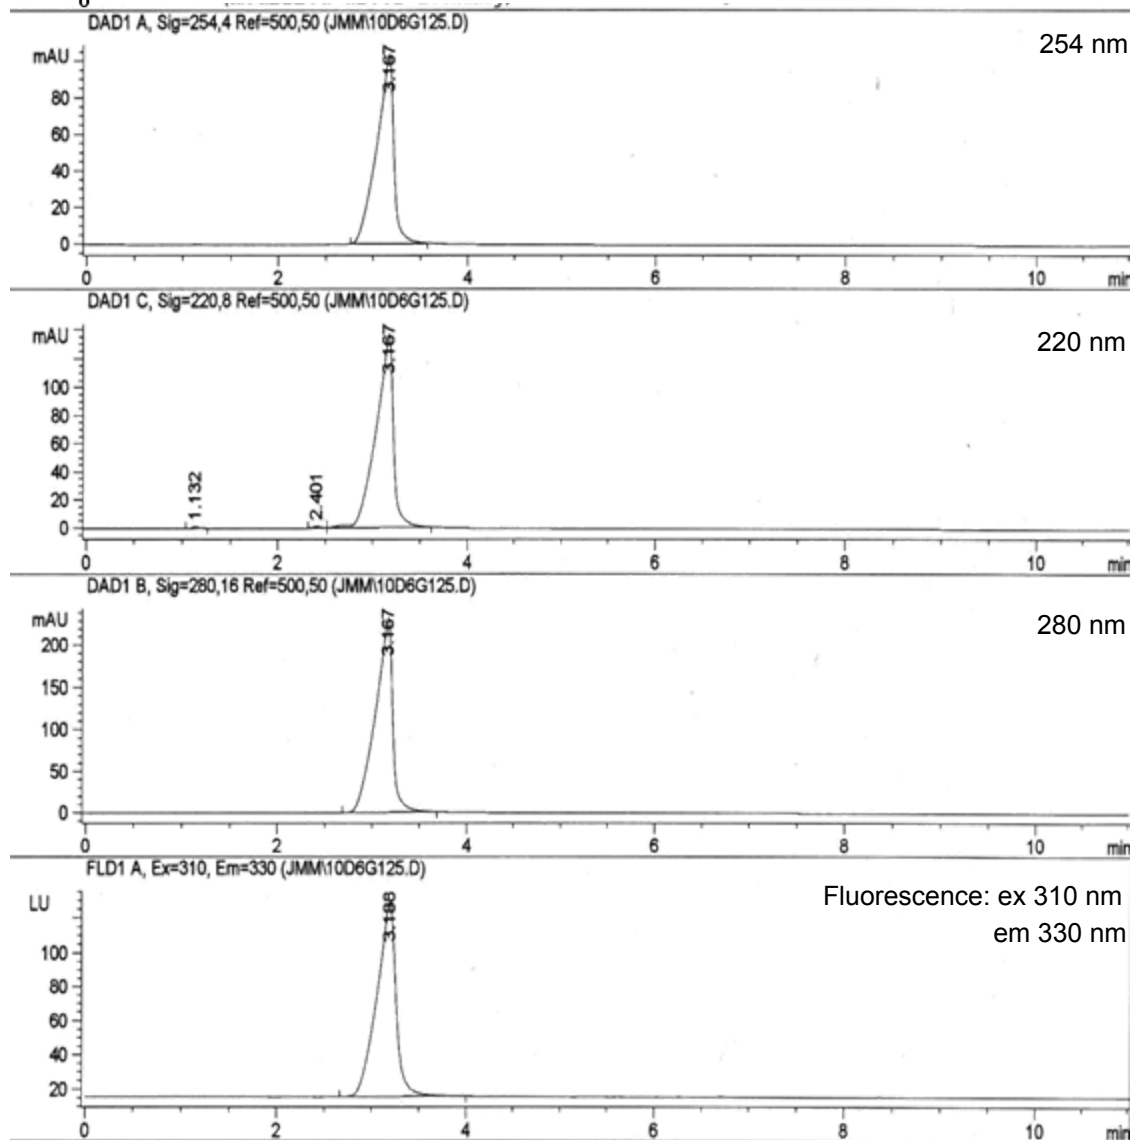 DAD1 A, Sig=254,4 Ref=500,50 (JMM\10D6G125.D)
254 nm
mAU
3.167
80
60
40
20
0
0 2 4 6 8 10 min
DAD1 C, Sig=220,8 Ref=500,50 (JMM\10D6G125.D)
220 nm
mAU
3.167
100
80
60
40
20
0
1.132
2.401
0 2 4 6 8 10 min
DAD1 B, Sig=280,16 Ref=500,50 (JMM\10D6G125.D)
280 nm
mAU
3.167
200
150
100
50
0
0 2 4 6 8 10 min
FLD1 A, Ex=310, Em=330 (JMM\10D6G125.D)
Fluorescence: ex 310 nm
em 330 nm
LU
3.188
100
80
60
40
20
0 2 4 6 8 10 min